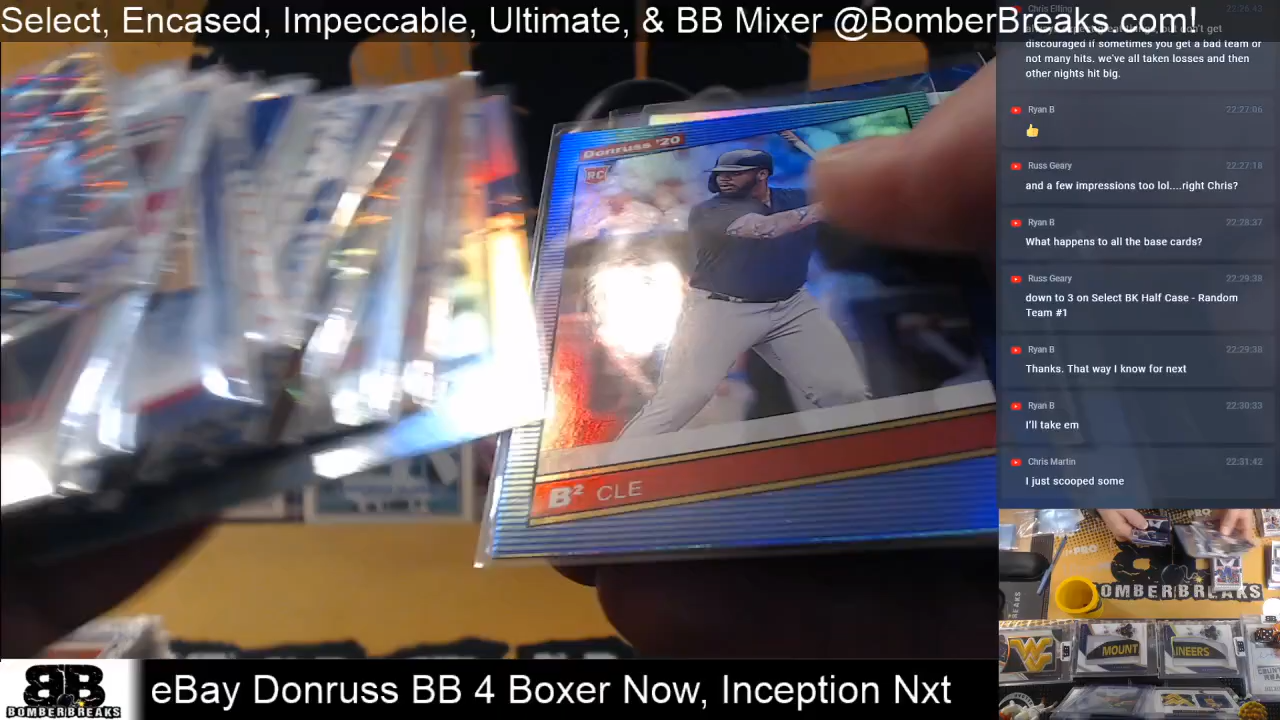 Select, Encased, Impeccable, Ultimate, & BB Mixer @BomberBreaks.com!
Chris Elling
get
discouraged if sometimes you get a bad team or
not many hits. we've all taken losses and then
other nights hit big.
Ryan B 22:27:06
👍
Russ Geary 22:27:18
and a few impressions too lol....right Chris?
Ryan B 22:28:37
What happens to all the base cards?
Russ Geary 22:29:38
down to 3 on Select BK Half Case - Random
Team #1
Ryan B 22:29:38
Thanks. That way I know for next
Ryan B 22:30:33
I'll take em
Chris Martin 22:31:42
I just scooped some
Donruss '20
RC
B² CLE
PRO
BOMBERBREAKS
WV
MOUNT
INEERS
BB
BOMBERBREAKS
eBay Donruss BB 4 Boxer Now, Inception Nxt